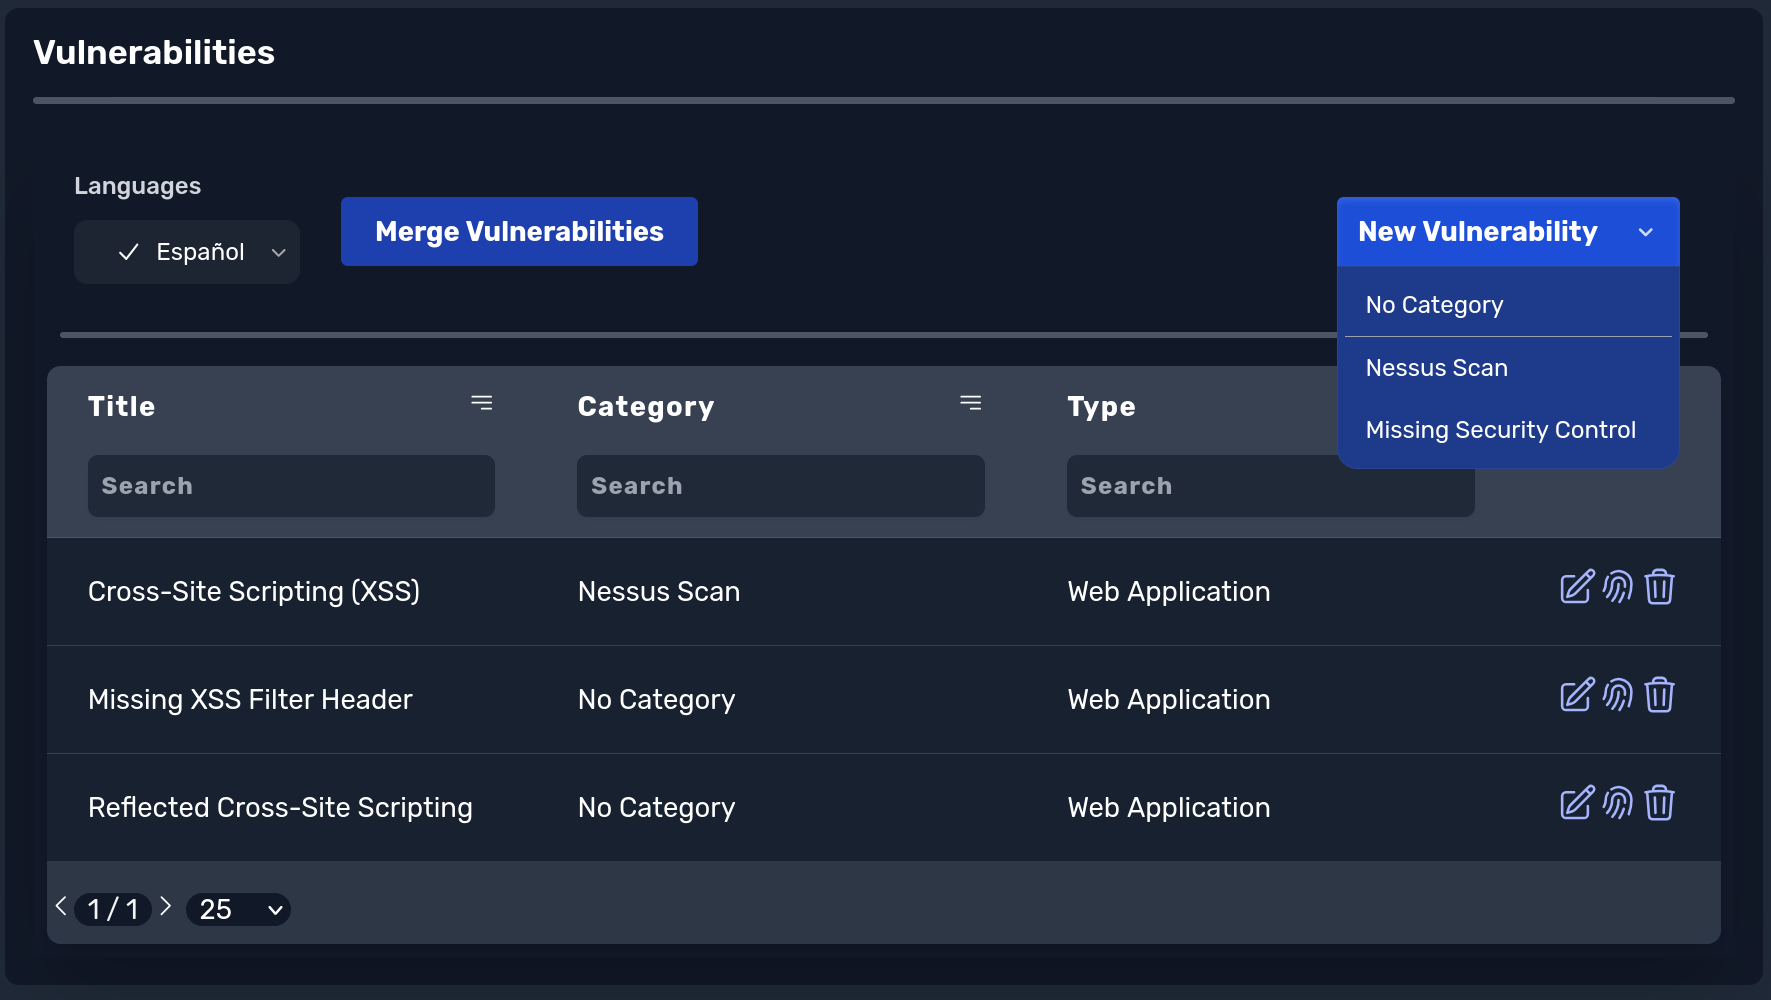 Vulnerabilities
Languages
Español
Merge Vulnerabilities
New Vulnerability
No Category
Nessus Scan
Missing Security Control
Title Category Type
Search Search Search
Cross-Site Scripting (XSS) Nessus Scan Web Application
Missing XSS Filter Header No Category Web Application
Reflected Cross-Site Scripting No Category Web Application
1 / 1 25